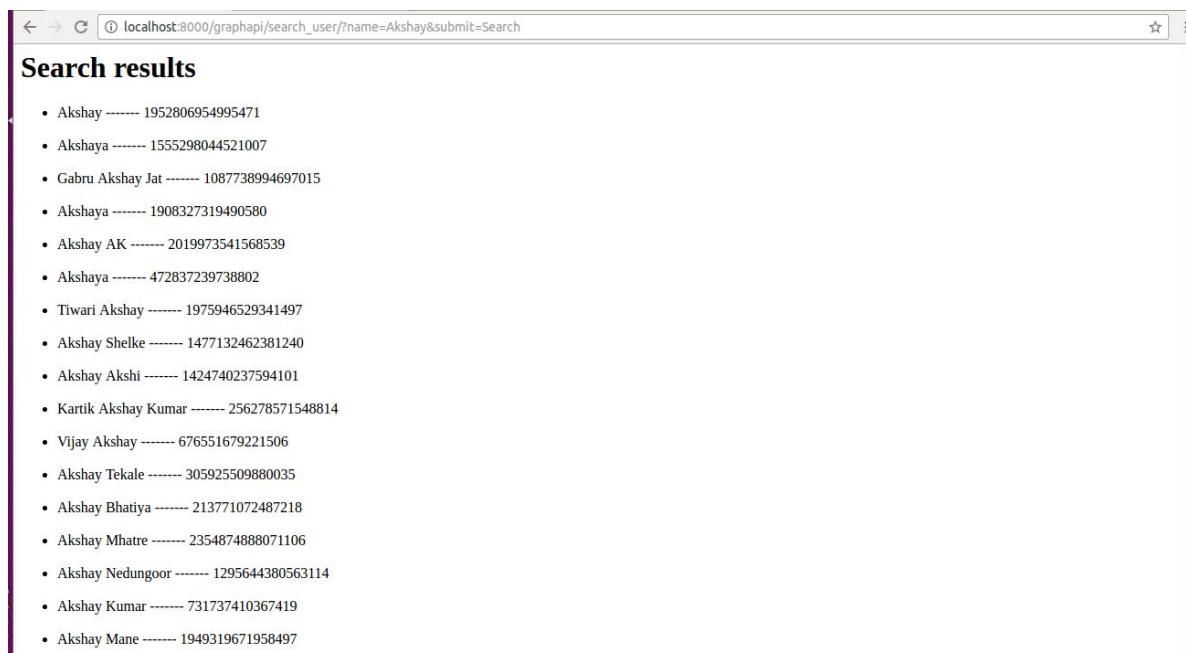 localhost:8000/graphapi/search_user/?name=Akshay&submit=Search
Search results
• Akshay ------- 1952806954995471
• Akshaya ------- 1555298044521007
• Gabru Akshay Jat ------- 1087738994697015
• Akshaya ------- 1908327319490580
• Akshay AK ------- 2019973541568539
• Akshaya ------- 472837239738802
• Tiwari Akshay ------- 1975946529341497
• Akshay Shelke ------- 1477132462381240
• Akshay Akshi ------- 1424740237594101
• Kartik Akshay Kumar ------- 256278571548814
• Vijay Akshay ------- 676551679221506
• Akshay Tekale ------- 305925509880035
• Akshay Bhatiya ------- 213771072487218
• Akshay Mhatre ------- 2354874888071106
• Akshay Nedungoor ------- 1295644380563114
• Akshay Kumar ------- 731737410367419
• Akshay Mane ------- 1949319671958497